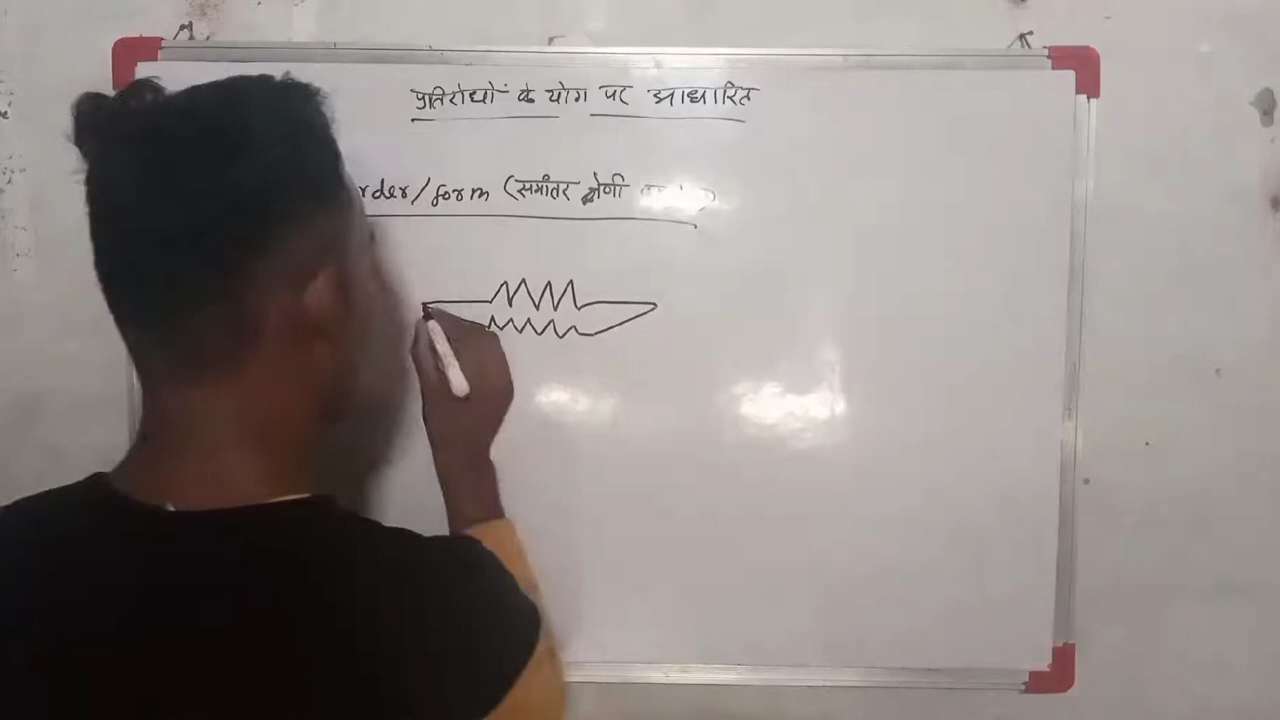 प्रतिरोधों के योग पर आधारित
rder/form (समांतर श्रेणी